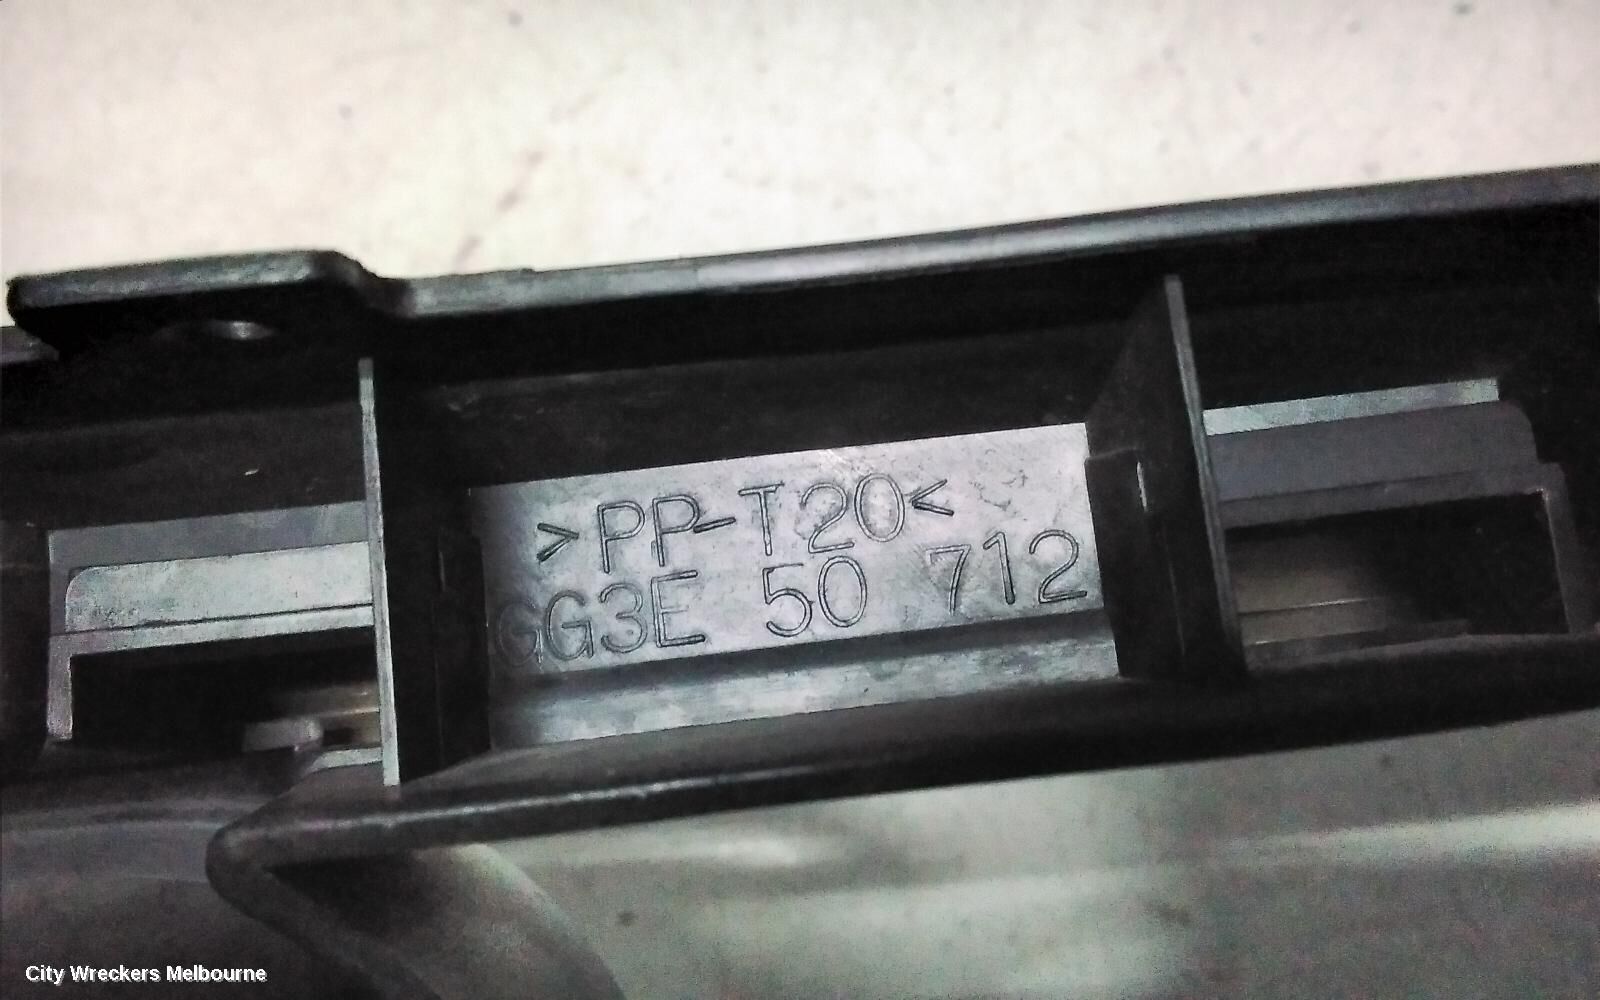 >PP-T20<
GG3E 50 712
City Wreckers Melbourne